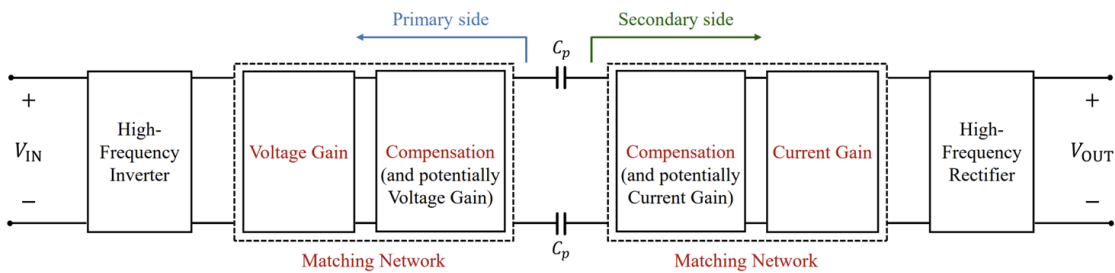 Primary side
Secondary side
C_p
+
V_IN
−
High-
Frequency
Inverter
Voltage Gain
Compensation
(and potentially
Voltage Gain)
Compensation
(and potentially
Current Gain)
Current Gain
High-
Frequency
Rectifier
+
V_OUT
−
C_p
Matching Network
Matching Network